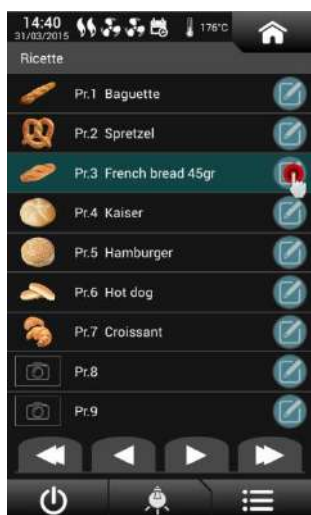 14:40
31/03/2015
176°C
Ricette
Pr.1 Baguette
Pr.2 Spretzel
Pr.3 French bread 45gr
Pr.4 Kaiser
Pr.5 Hamburger
Pr.6 Hot dog
Pr.7 Croissant
Pr.8
Pr.9